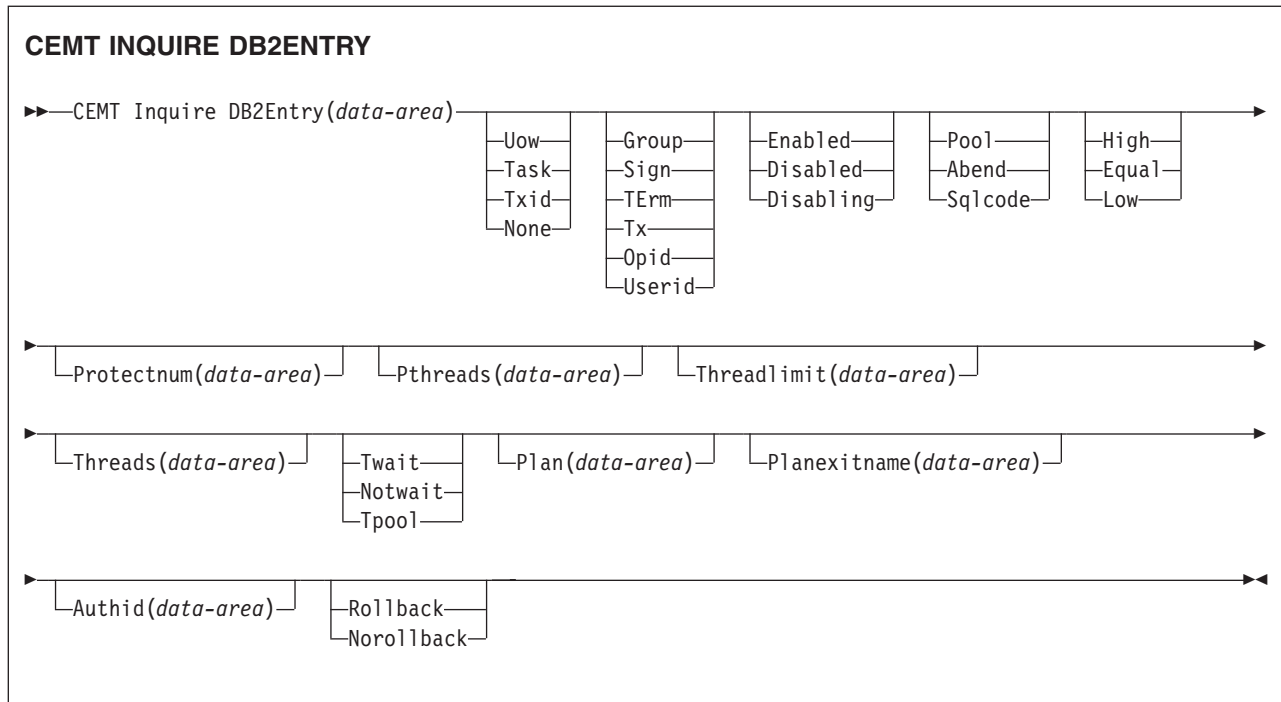 CEMT INQUIRE DB2ENTRY
CEMT Inquire DB2Entry(data-area)
Uow
Task
Txid
None
Group
Sign
TErm
Tx
Opid
Userid
Enabled
Disabled
Disabling
Pool
Abend
Sqlcode
High
Equal
Low
Protectnum(data-area)
Pthreads(data-area)
Threadlimit(data-area)
Threads(data-area)
Twait
Notwait
Tpool
Plan(data-area)
Planexitname(data-area)
Authid(data-area)
Rollback
Norollback